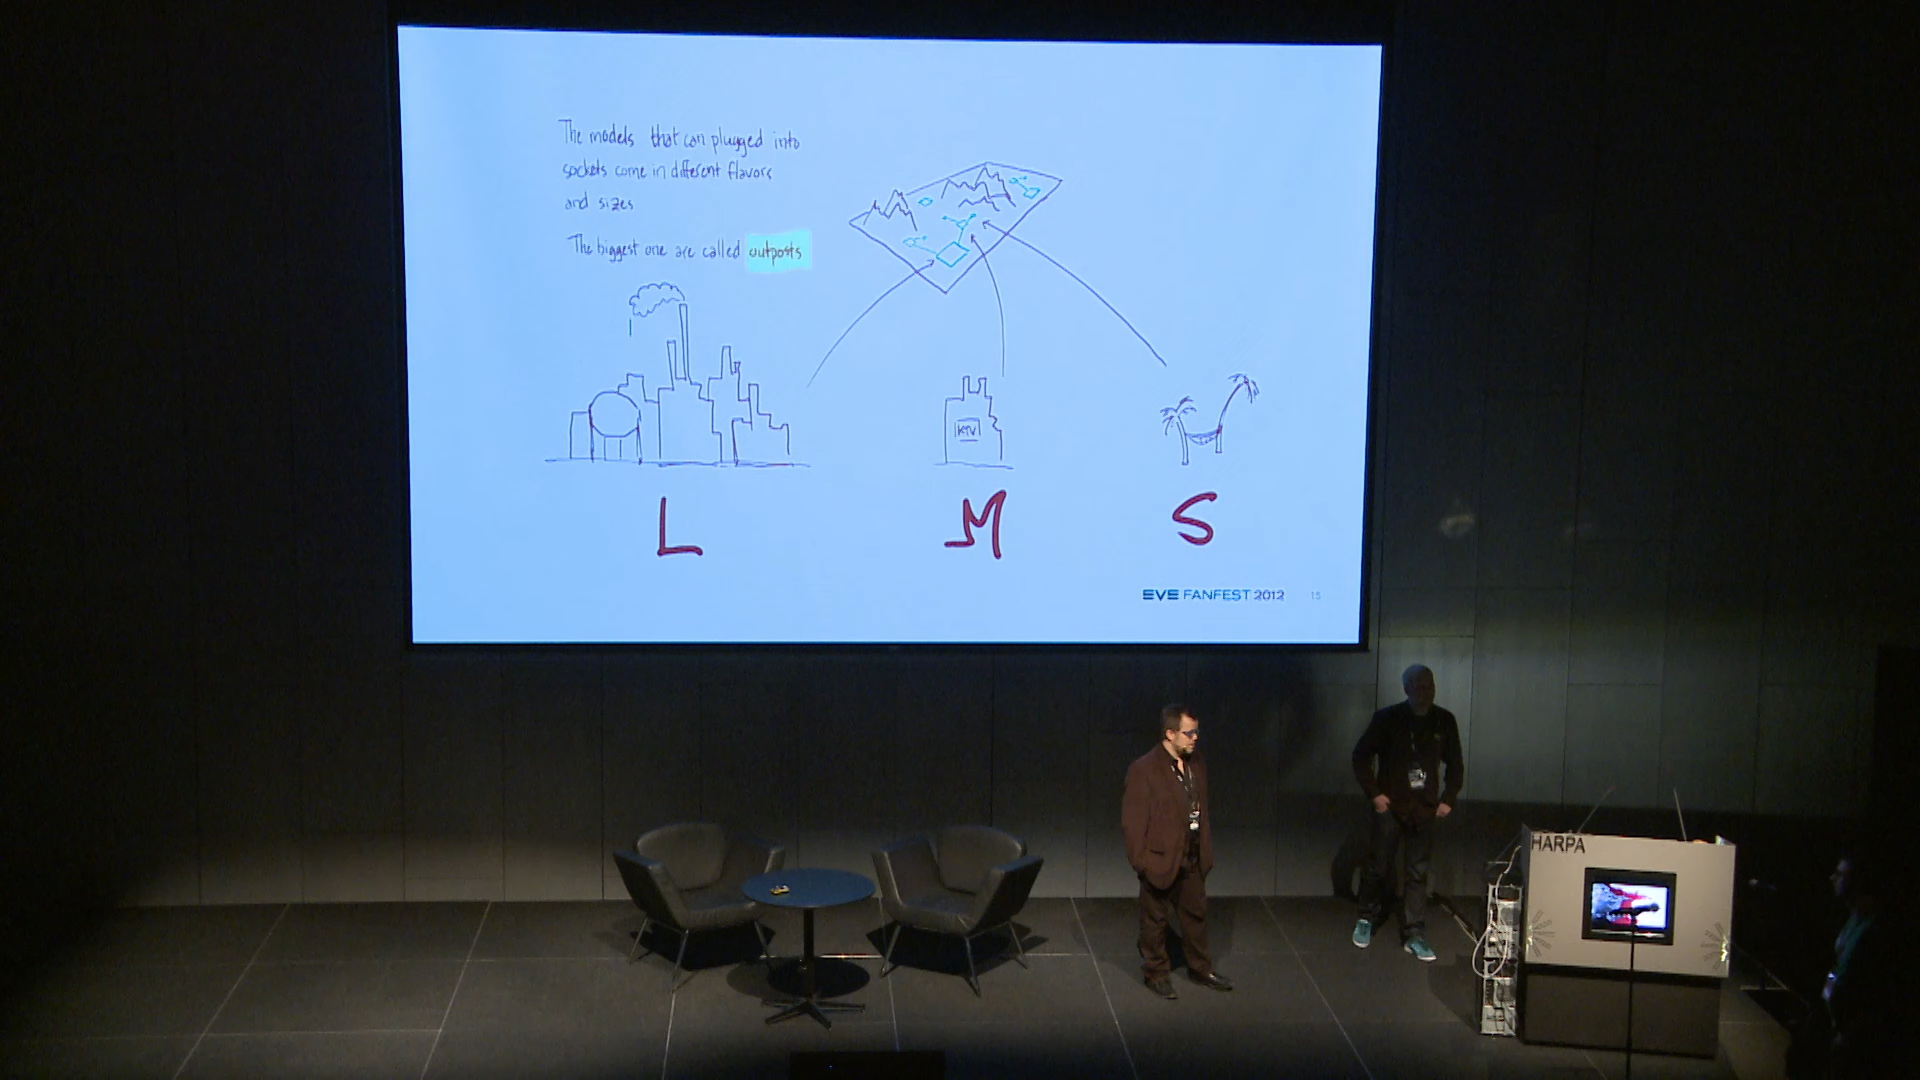 The models that can plugged into
sockets come in different flavors
and sizes
The biggest one are called outposts
KTV
L M S
EVE FANFEST 2012 15
HARPA